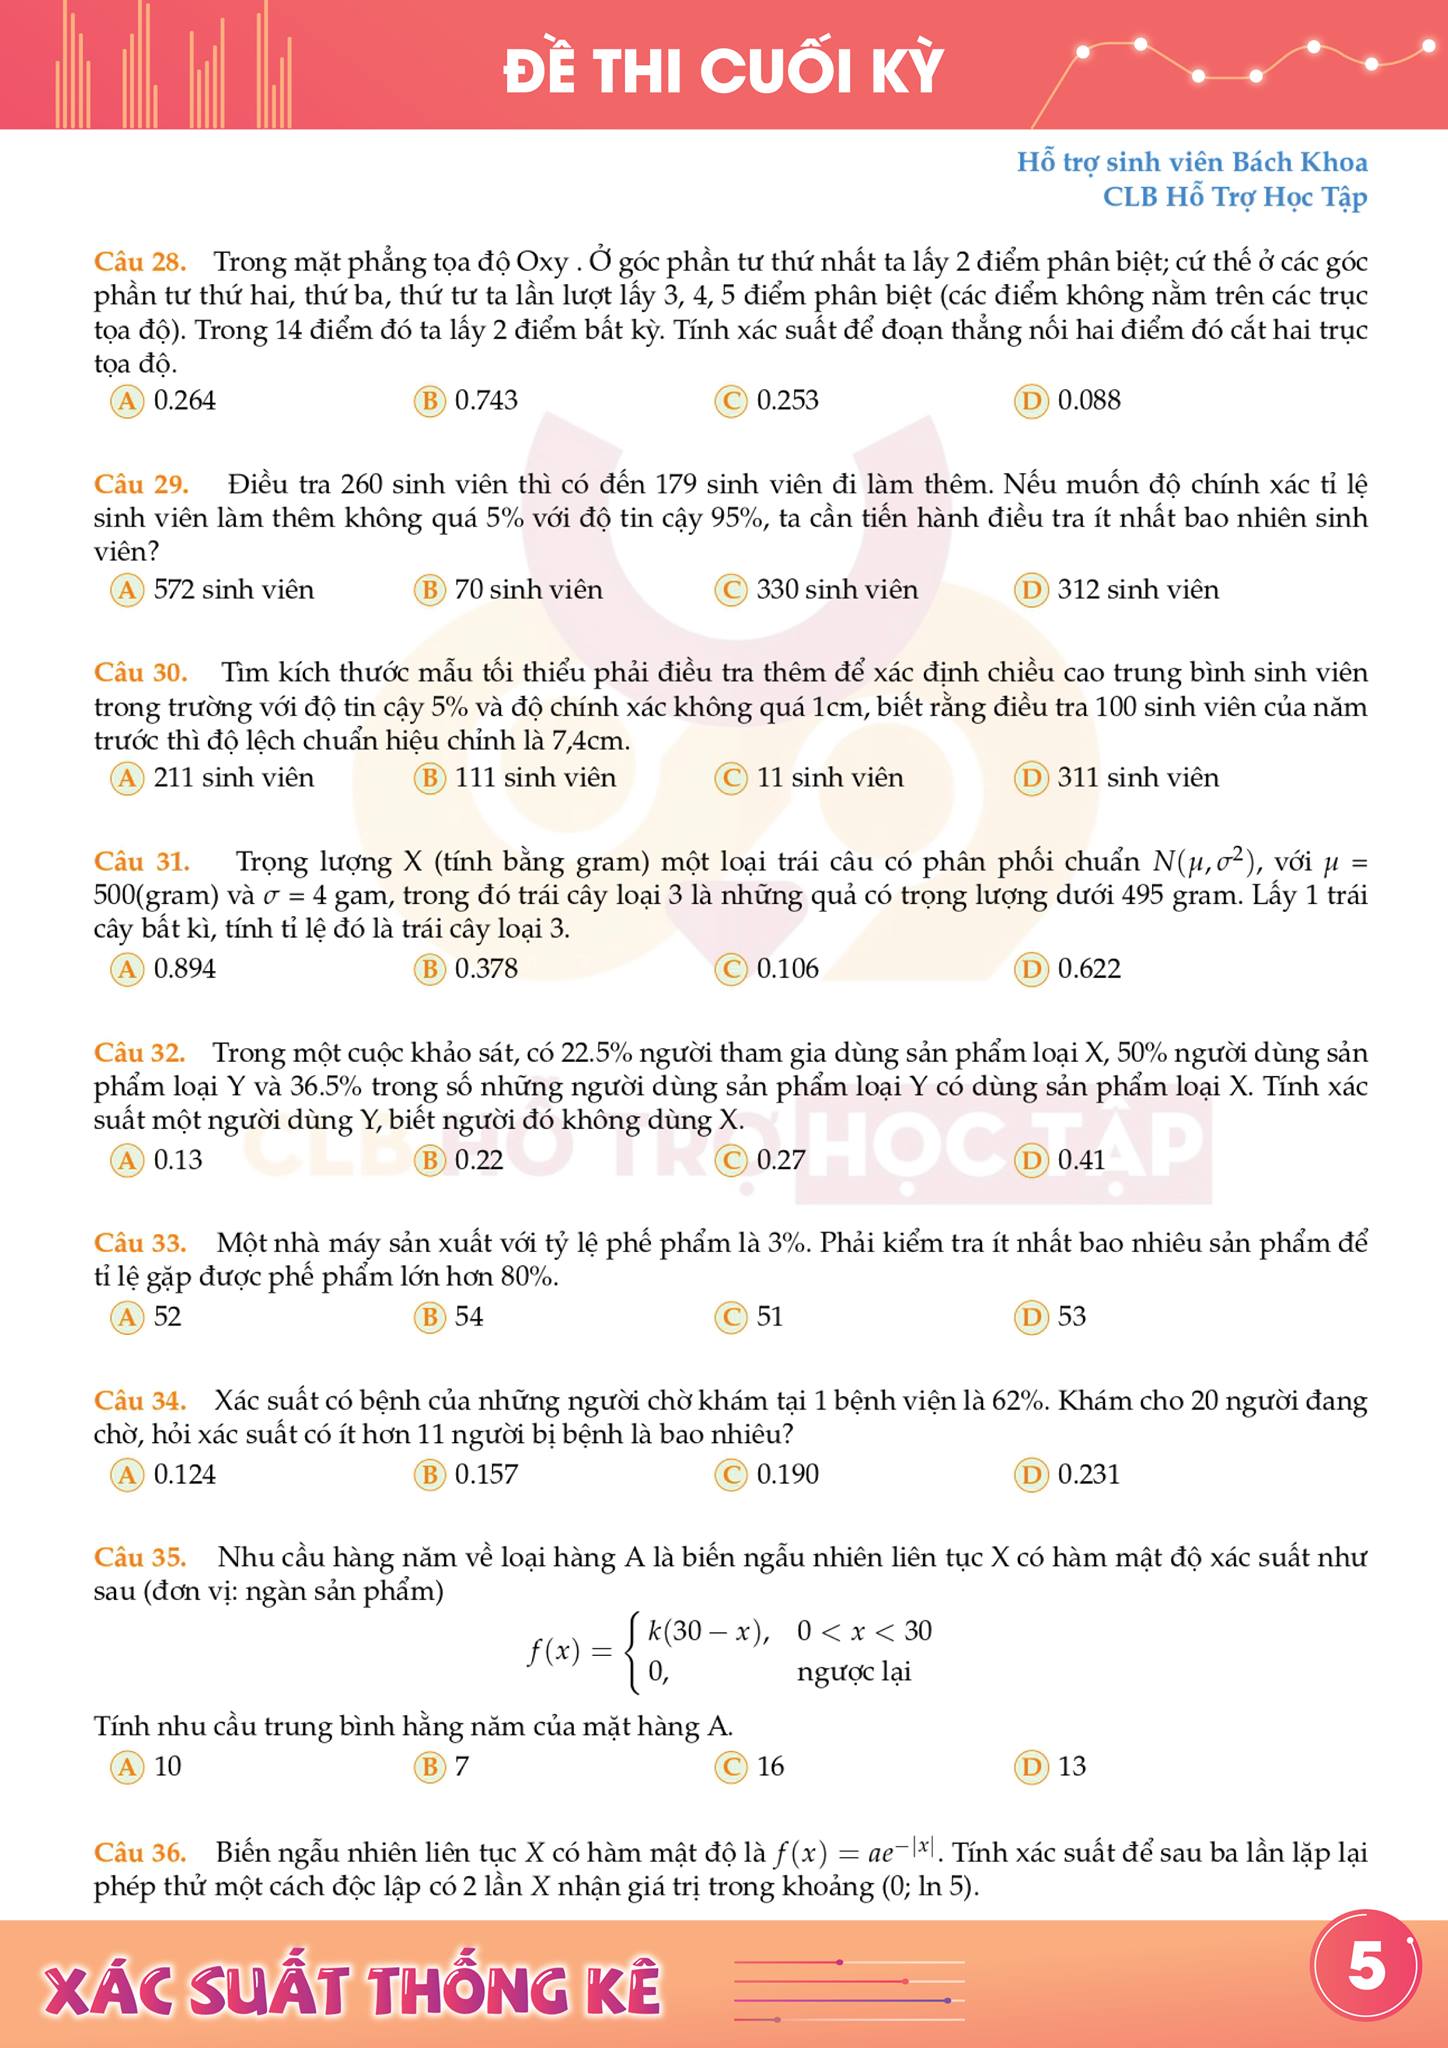 ĐỀ THI CUỐI KỲ
Hỗ trợ sinh viên Bách Khoa
CLB Hỗ Trợ Học Tập
Câu 28. Trong mặt phẳng tọa độ Oxy . Ở góc phần tư thứ nhất ta lấy 2 điểm phân biệt; cứ thế ở các góc
phần tư thứ hai, thứ ba, thứ tư ta lần lượt lấy 3, 4, 5 điểm phân biệt (các điểm không nằm trên các trục
tọa độ). Trong 14 điểm đó ta lấy 2 điểm bất kỳ. Tính xác suất để đoạn thẳng nối hai điểm đó cắt hai trục
tọa độ.
A 0.264 B 0.743 C 0.253 D 0.088
Câu 29. Điều tra 260 sinh viên thì có đến 179 sinh viên đi làm thêm. Nếu muốn độ chính xác tỉ lệ
sinh viên làm thêm không quá 5% với độ tin cậy 95%, ta cần tiến hành điều tra ít nhất bao nhiên sinh
viên?
A 572 sinh viên B 70 sinh viên C 330 sinh viên D 312 sinh viên
Câu 30. Tìm kích thước mẫu tối thiểu phải điều tra thêm để xác định chiều cao trung bình sinh viên
trong trường với độ tin cậy 5% và độ chính xác không quá 1cm, biết rằng điều tra 100 sinh viên của năm
trước thì độ lệch chuẩn hiệu chỉnh là 7,4cm.
A 211 sinh viên B 111 sinh viên C 11 sinh viên D 311 sinh viên
Câu 31. Trọng lượng X (tính bằng gram) một loại trái câu có phân phối chuẩn N(μ, σ²), với μ =
500(gram) và σ = 4 gam, trong đó trái cây loại 3 là những quả có trọng lượng dưới 495 gram. Lấy 1 trái
cây bất kì, tính tỉ lệ đó là trái cây loại 3.
A 0.894 B 0.378 C 0.106 D 0.622
Câu 32. Trong một cuộc khảo sát, có 22.5% người tham gia dùng sản phẩm loại X, 50% người dùng sản
phẩm loại Y và 36.5% trong số những người dùng sản phẩm loại Y có dùng sản phẩm loại X. Tính xác
suất một người dùng Y, biết người đó không dùng X.
CLB HỖ TRỢ HỌC TẬP
A 0.13 B 0.22 C 0.27 D 0.41
Câu 33. Một nhà máy sản xuất với tỷ lệ phế phẩm là 3%. Phải kiểm tra ít nhất bao nhiêu sản phẩm để
tỉ lệ gặp được phế phẩm lớn hơn 80%.
A 52 B 54 C 51 D 53
Câu 34. Xác suất có bệnh của những người chờ khám tại 1 bệnh viện là 62%. Khám cho 20 người đang
chờ, hỏi xác suất có ít hơn 11 người bị bệnh là bao nhiêu?
A 0.124 B 0.157 C 0.190 D 0.231
Câu 35. Nhu cầu hàng năm về loại hàng A là biến ngẫu nhiên liên tục X có hàm mật độ xác suất như
sau (đơn vị: ngàn sản phẩm)
f(x) = { k(30 − x), 0 < x < 30
0, ngược lại
Tính nhu cầu trung bình hằng năm của mặt hàng A.
A 10 B 7 C 16 D 13
Câu 36. Biến ngẫu nhiên liên tục X có hàm mật độ là f(x) = ae^{−|x|}. Tính xác suất để sau ba lần lặp lại
phép thử một cách độc lập có 2 lần X nhận giá trị trong khoảng (0; ln 5).
XÁC SUẤT THỐNG KÊ
5